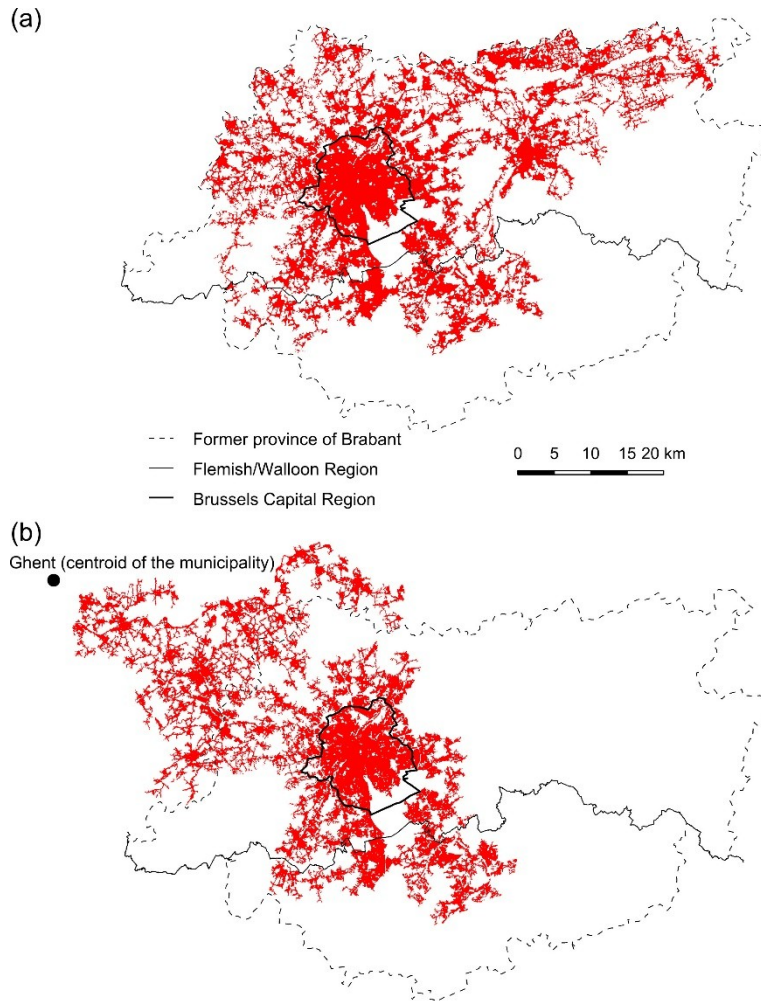 (a)
Former province of Brabant
Flemish/Walloon Region
Brussels Capital Region
0 5 10 15 20 km
(b)
Ghent (centroid of the municipality)